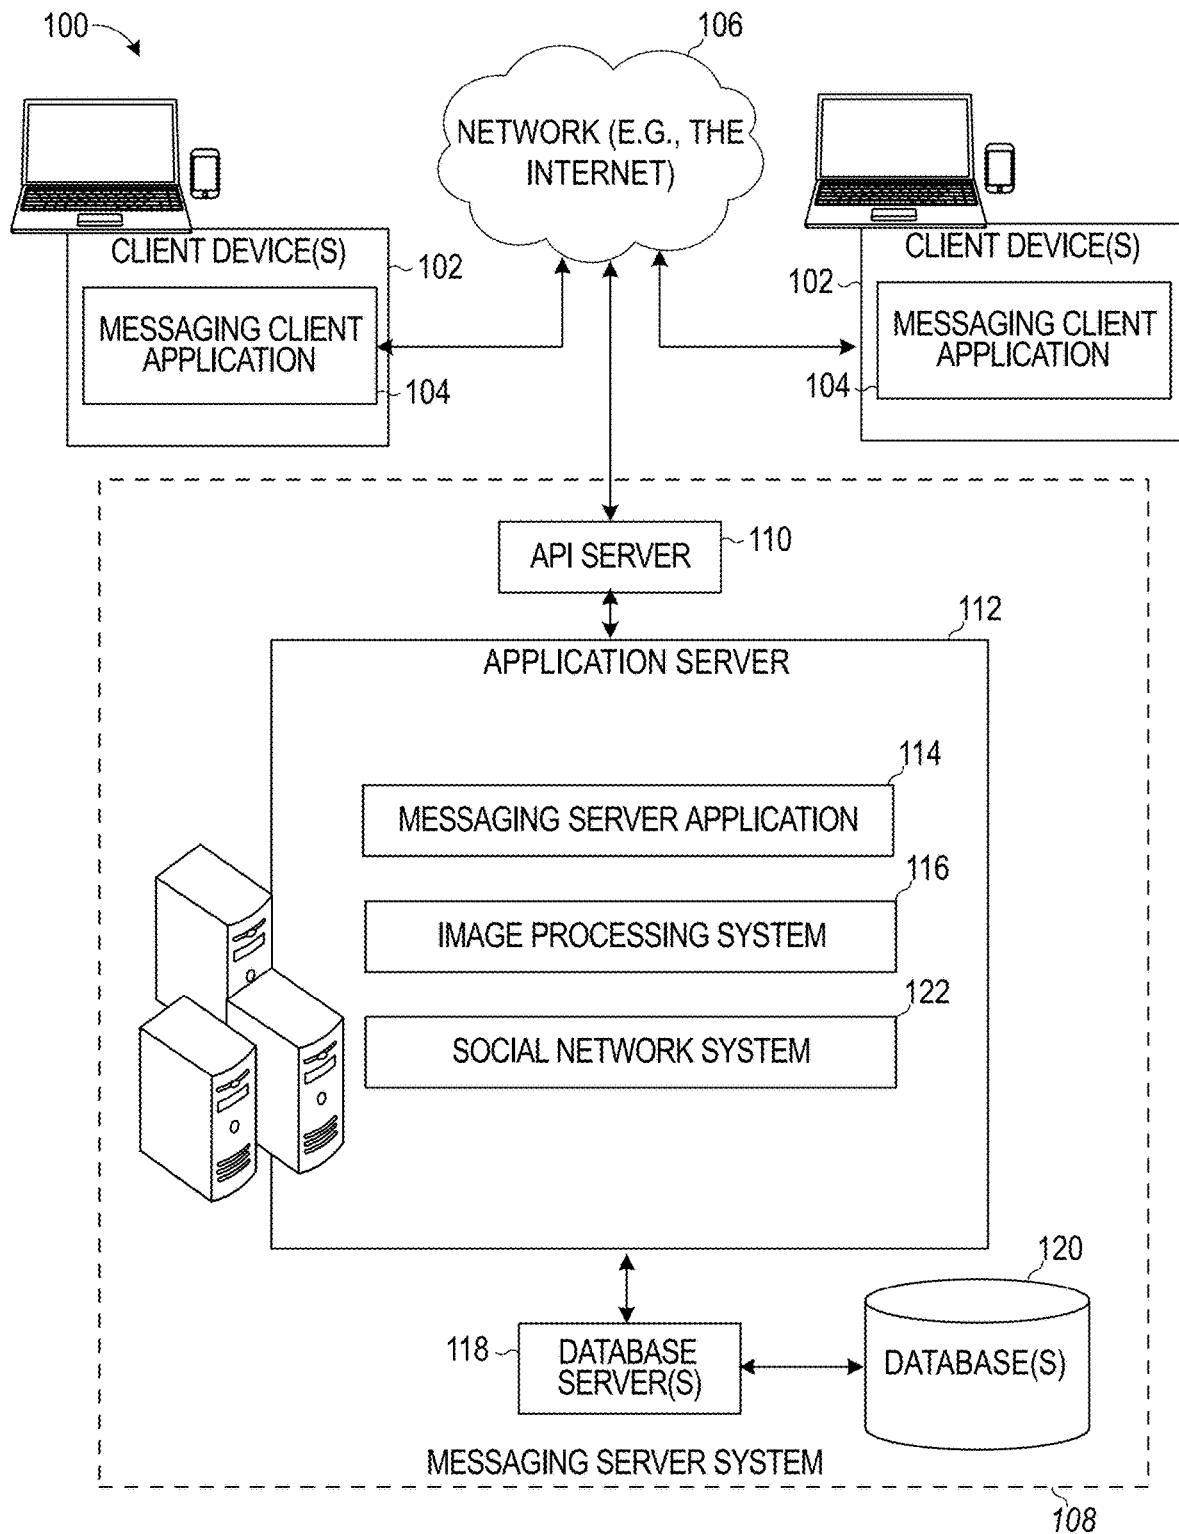 100
106
NETWORK (E.G., THE
INTERNET)
CLIENT DEVICE(S)
102
MESSAGING CLIENT
APPLICATION
104
CLIENT DEVICE(S)
102
MESSAGING CLIENT
APPLICATION
104
API SERVER
110
112
APPLICATION SERVER
114
MESSAGING SERVER APPLICATION
116
IMAGE PROCESSING SYSTEM
122
SOCIAL NETWORK SYSTEM
120
118
DATABASE
SERVER(S)
DATABASE(S)
MESSAGING SERVER SYSTEM
108